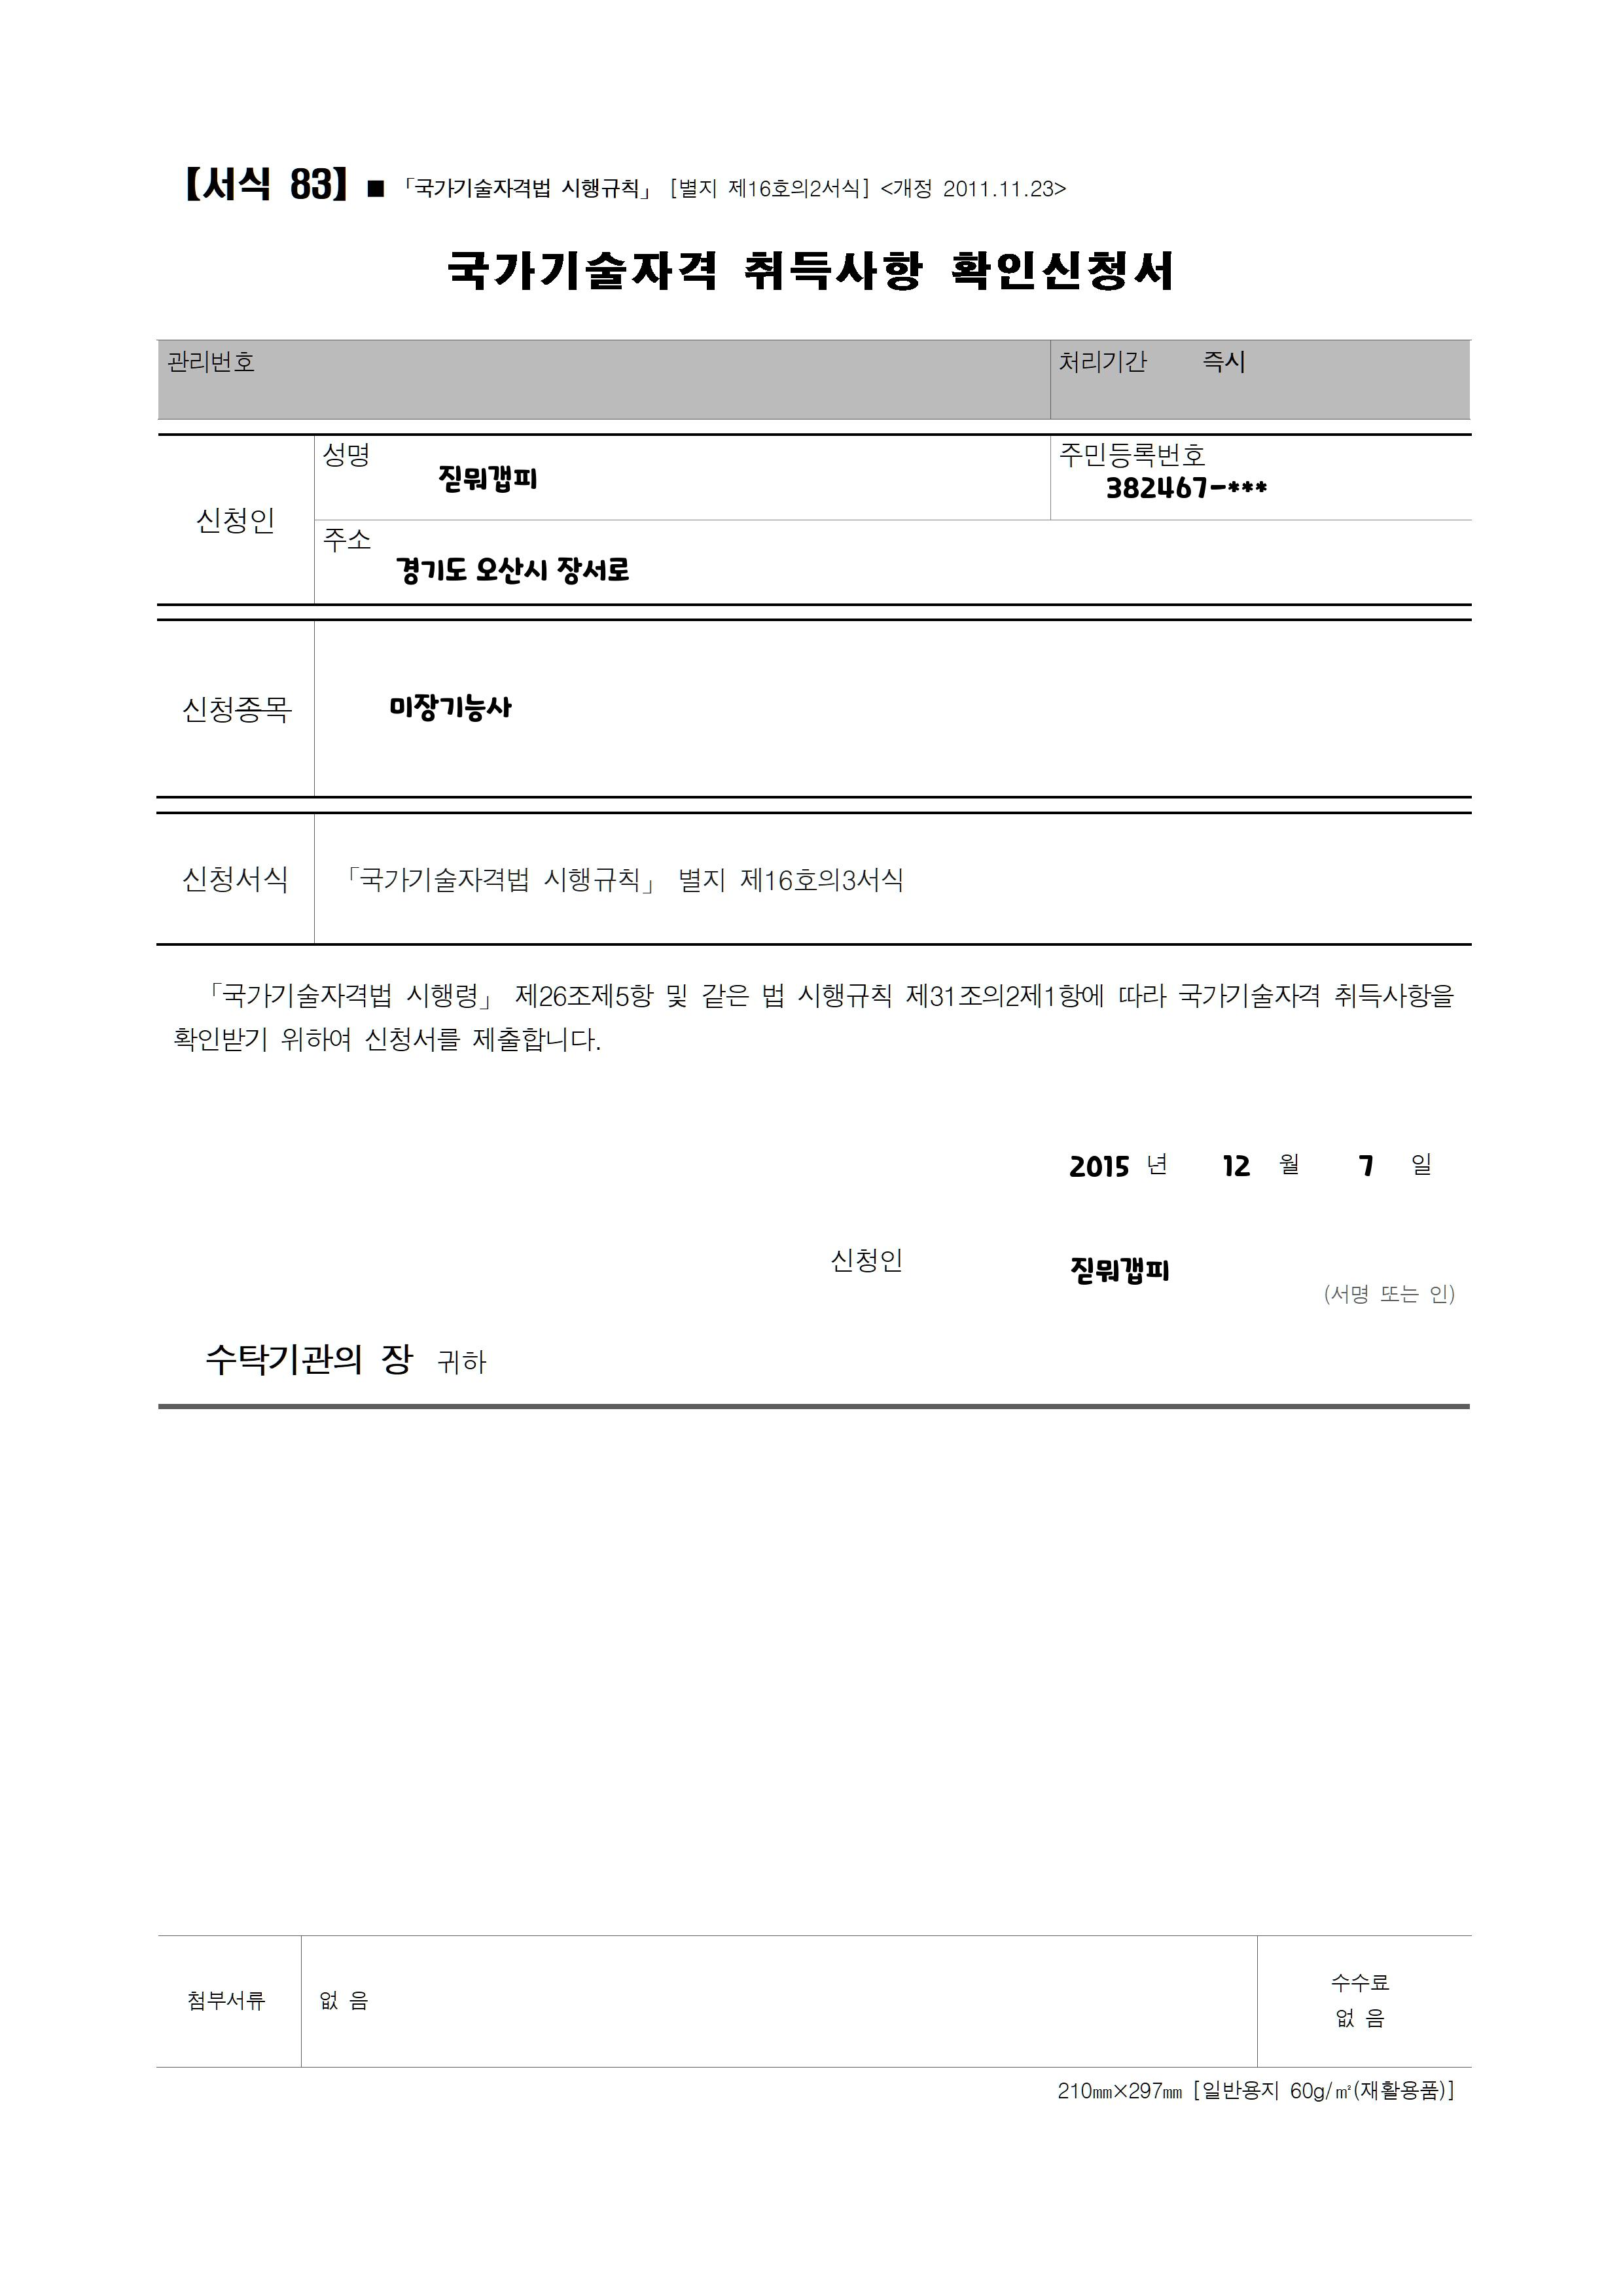 【서식 83】 ■ 「국가기술자격법 시행규칙」 [별지 제16호의2서식] <개정 2011.11.23>
국가기술자격 취득사항 확인신청서
관리번호 처리기간 즉시
성명 주민등록번호
짇뮈갭피 382467-***
신청인
주소
경기도 오산시 장서로
신청종목 미장기능사
신청서식 「국가기술자격법 시행규칙」 별지 제16호의3서식
「국가기술자격법 시행령」 제26조제5항 및 같은 법 시행규칙 제31조의2제1항에 따라 국가기술자격 취득사항을
확인받기 위하여 신청서를 제출합니다.
2015 년 12 월 7 일
신청인 짇뮈갭피
(서명 또는 인)
수탁기관의 장 귀하
첨부서류 없 음
수수료
없 음
210㎜×297㎜ [일반용지 60g/㎡(재활용품)]